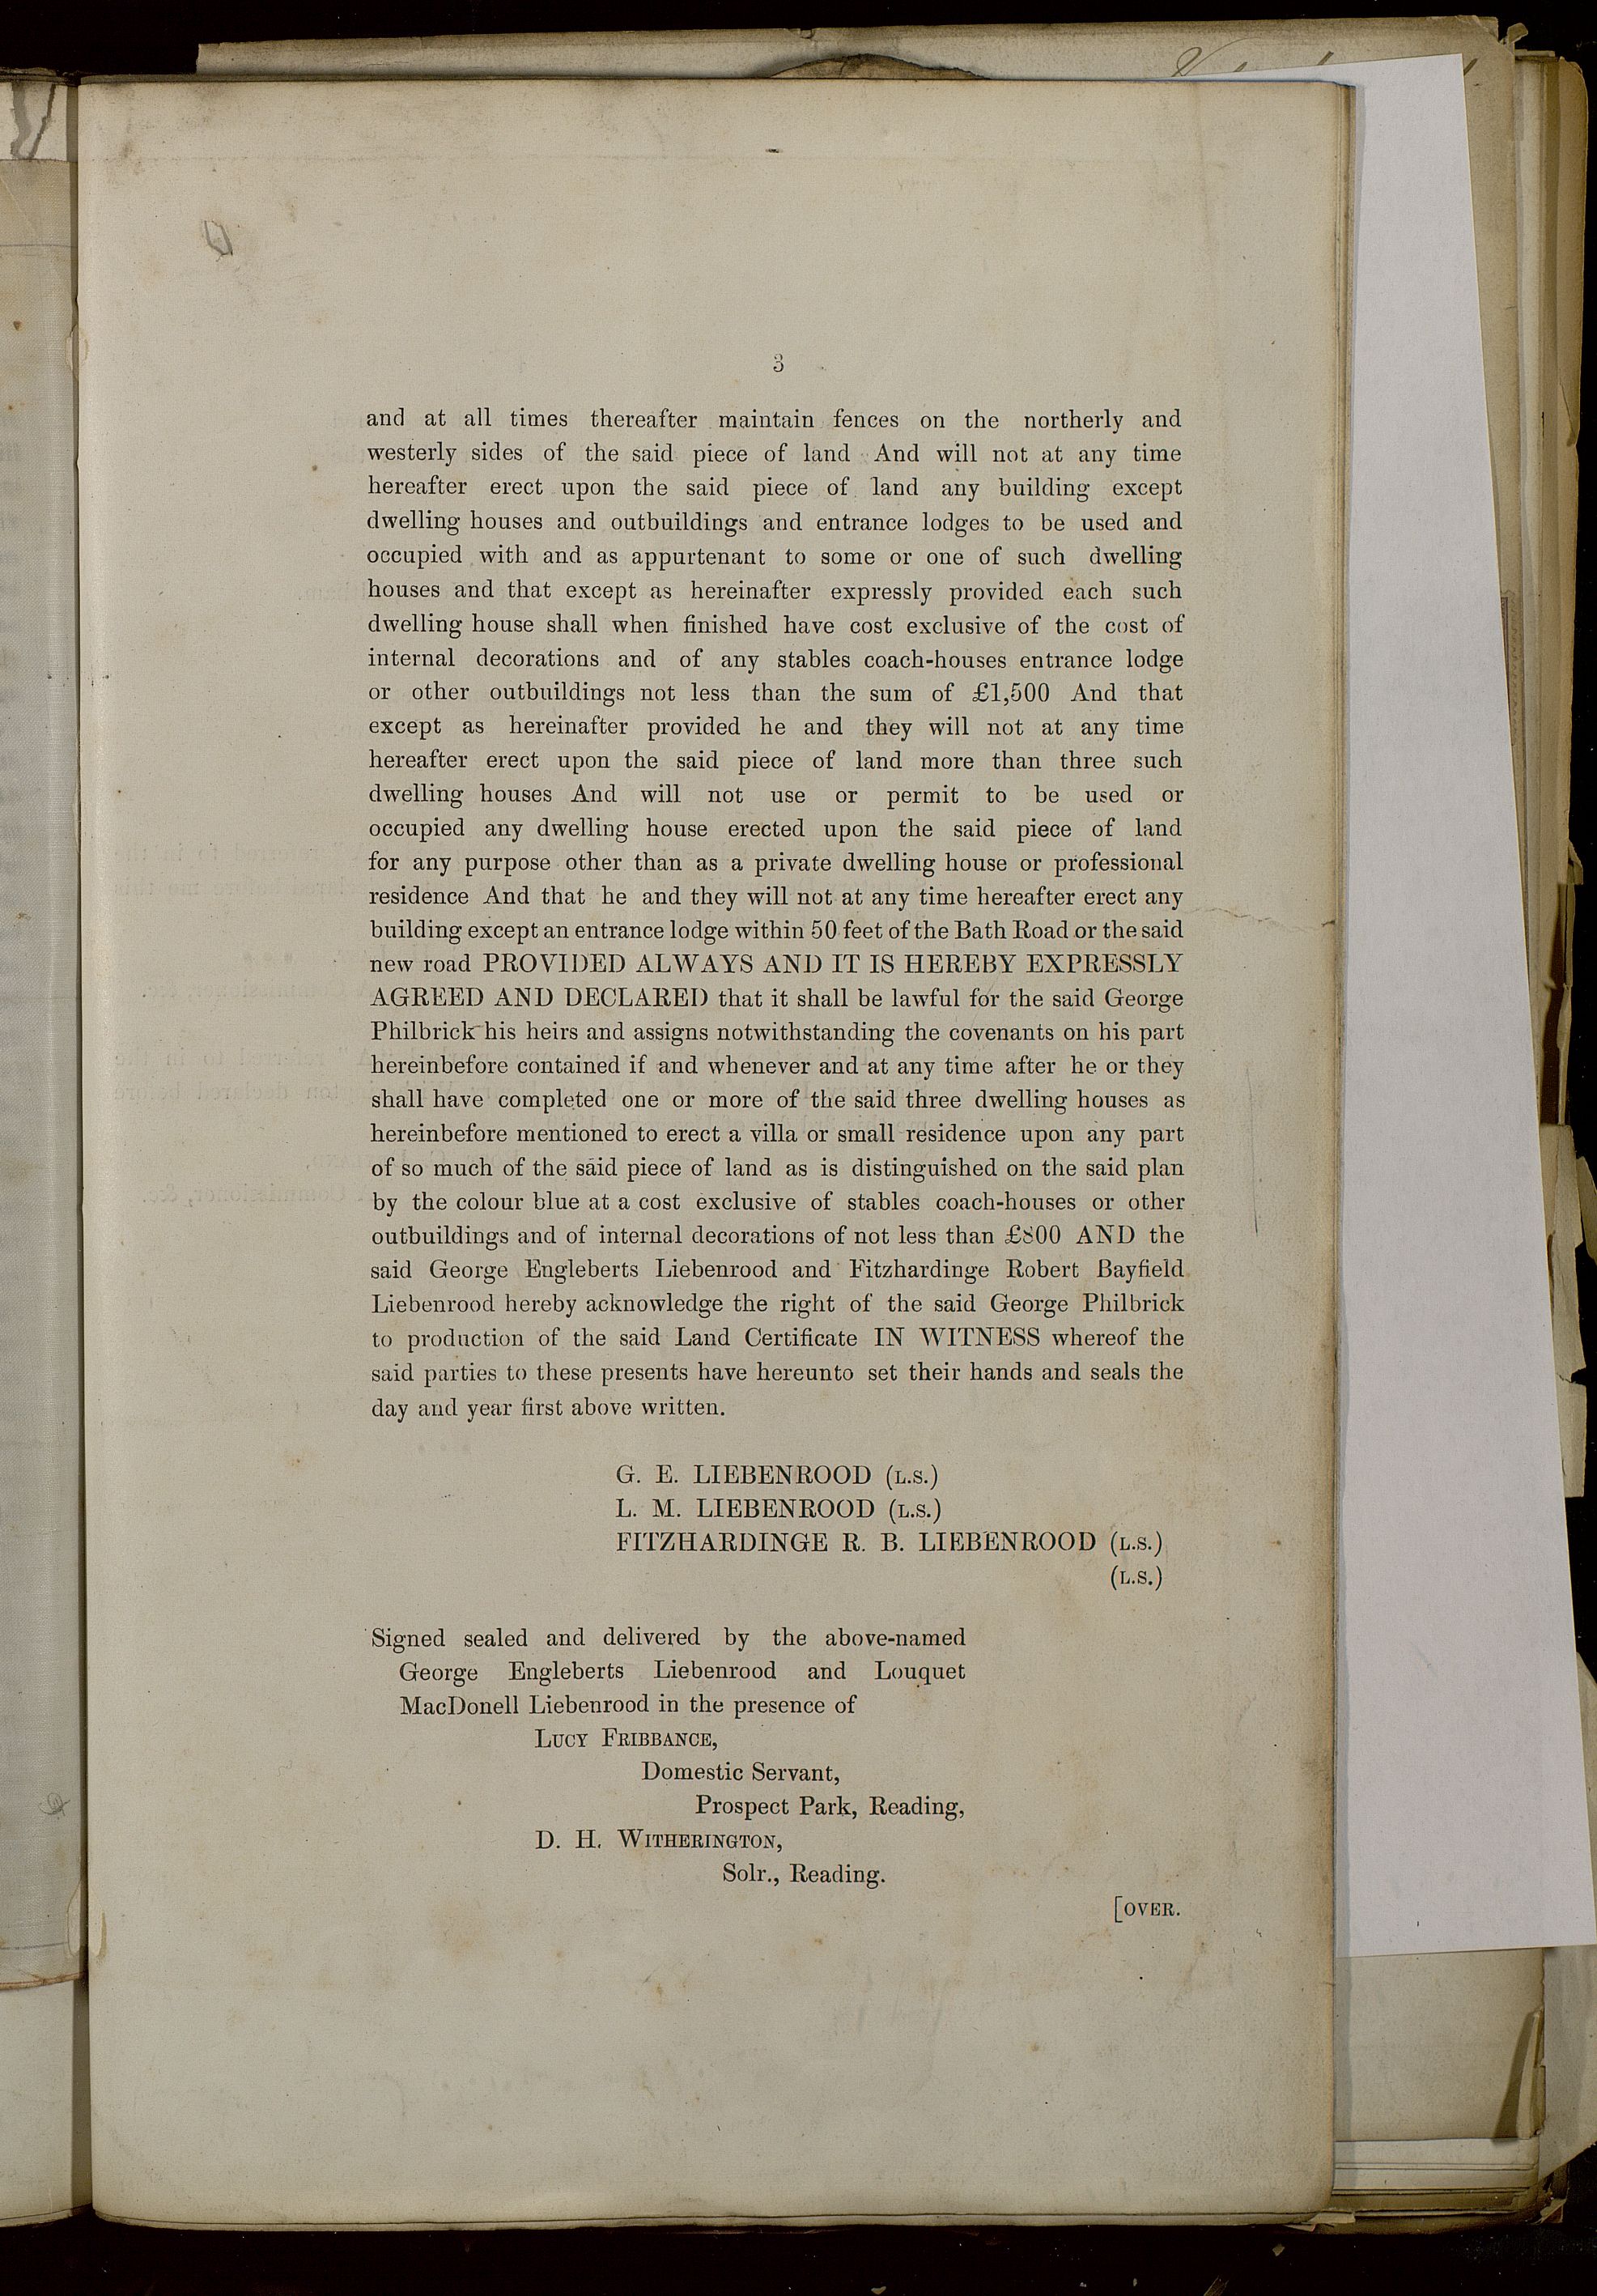 3
and at all times thereafter maintain fences on the northerly and
westerly sides of the said piece of land And will not at any time
hereafter erect upon the said piece of land any building except
dwelling houses and outbuildings and entrance lodges to be used and
occupied with and as appurtenant to some or one of such dwelling
houses and that except as hereinafter expressly provided each such
dwelling house shall when finished have cost exclusive of the cost of
internal decorations and of any stables coach-houses entrance lodge
or other outbuildings not less than the sum of £1,500 And that
except as hereinafter provided he and they will not at any time
hereafter erect upon the said piece of land more than three such
dwelling houses And will not use or permit to be used or
occupied any dwelling house erected upon the said piece of land
for any purpose other than as a private dwelling house or professional
residence And that he and they will not at any time hereafter erect any
building except an entrance lodge within 50 feet of the Bath Road or the said
new road PROVIDED ALWAYS AND IT IS HEREBY EXPRESSLY
AGREED AND DECLARED that it shall be lawful for the said George
Philbrick his heirs and assigns notwithstanding the covenants on his part
hereinbefore contained if and whenever and at any time after he or they
shall have completed one or more of the said three dwelling houses as
hereinbefore mentioned to erect a villa or small residence upon any part
of so much of the said piece of land as is distinguished on the said plan
by the colour blue at a cost exclusive of stables coach-houses or other
outbuildings and of internal decorations of not less than £800 AND the
said George Engleberts Liebenrood and Fitzhardinge Robert Bayfield
Liebenrood hereby acknowledge the right of the said George Philbrick
to production of the said Land Certificate IN WITNESS whereof the
said parties to these presents have hereunto set their hands and seals the
day and year first above written.
G. E. LIEBENROOD (L.S.)
L. M. LIEBENROOD (L.S.)
FITZHARDINGE R. B. LIEBENROOD (L.S.)
(L.S.)
Signed sealed and delivered by the above-named
George Engleberts Liebenrood and Louquet
MacDonell Liebenrood in the presence of
LUCY FRIBBANCE,
Domestic Servant,
Prospect Park, Reading,
D. H. WITHERINGTON,
Solr., Reading.
[OVER.